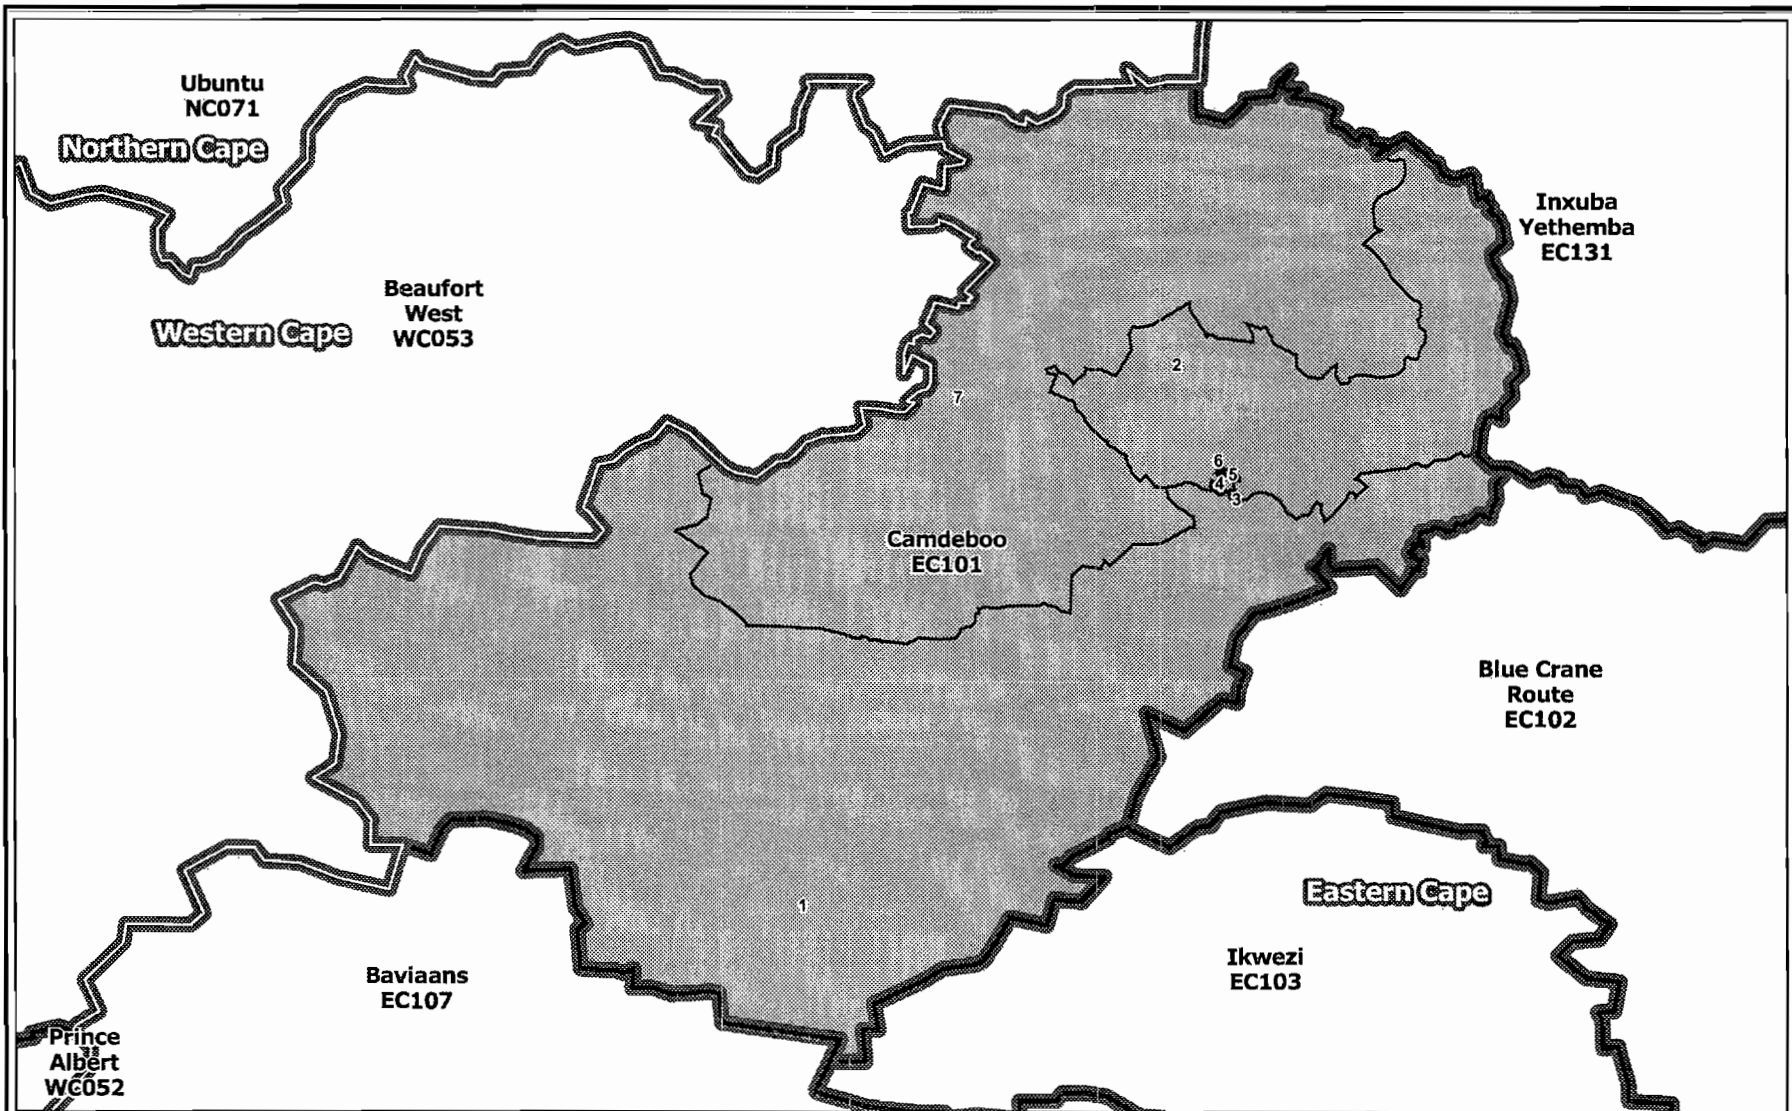 Ubuntu
NC071
Northern Cape
Inxuba
Yethemba
EC131
Beaufort
West
WC053
Western Cape
2
7
6
5
4
3
Camdeboo
EC101
Blue Crane
Route
EC102
Eastern Cape
1
Ikwezi
EC103
Baviaans
EC107
Prince
Albert
WC052